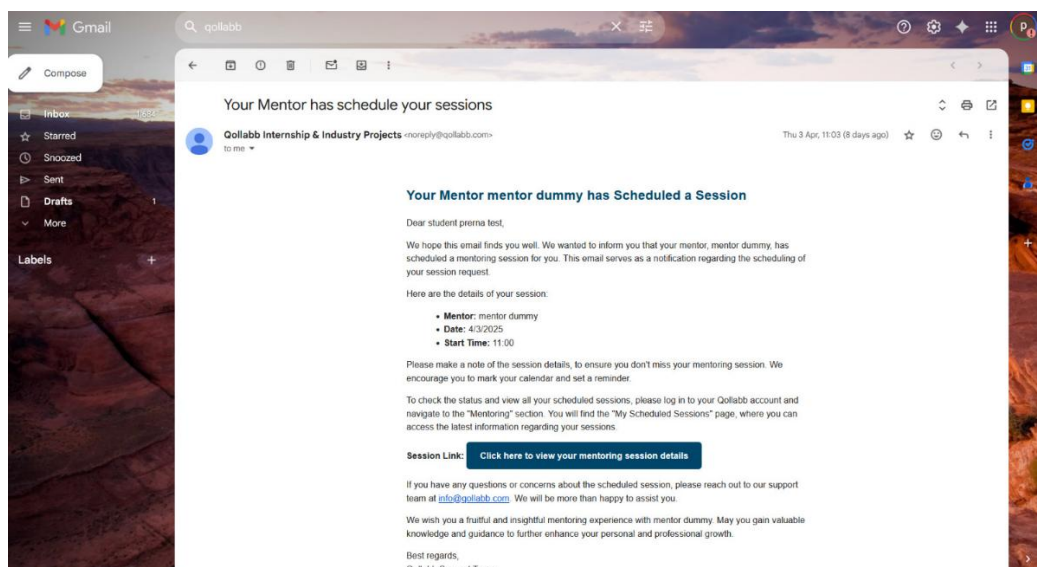 Gmail
qollabb
Compose
Inbox
Starred
Snoozed
Sent
Drafts 1
More
Labels
Your Mentor has schedule your sessions
Qollabb Internship & Industry Projects <noreply@qollabb.com>
Thu 3 Apr, 11:03 (8 days ago)
to me
Your Mentor mentor dummy has Scheduled a Session
Dear student prerna test,
We hope this email finds you well. We wanted to inform you that your mentor, mentor dummy, has
scheduled a mentoring session for you. This email serves as a notification regarding the scheduling of
your session request.
Here are the details of your session:
• Mentor: mentor dummy
• Date: 4/3/2025
• Start Time: 11:00
Please make a note of the session details, to ensure you don't miss your mentoring session. We
encourage you to mark your calendar and set a reminder.
To check the status and view all your scheduled sessions, please log in to your Qollabb account and
navigate to the "Mentoring" section. You will find the "My Scheduled Sessions" page, where you can
access the latest information regarding your sessions.
Session Link: Click here to view your mentoring session details
If you have any questions or concerns about the scheduled session, please reach out to our support
team at info@qollabb.com. We will be more than happy to assist you.
We wish you a fruitful and insightful mentoring experience with mentor dummy. May you gain valuable
knowledge and guidance to further enhance your personal and professional growth.
Best regards,